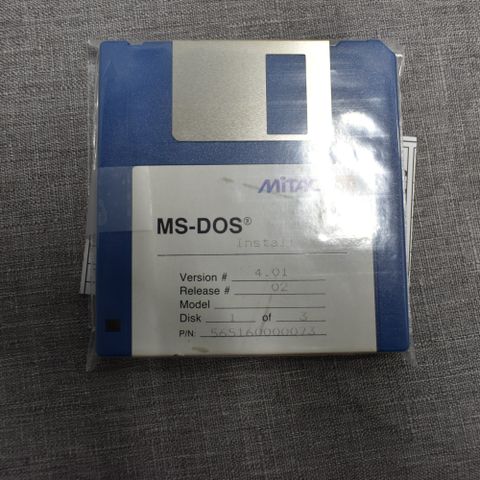 MiTAC
MS-DOS®
Install
Version # 4.01
Release # 02
Model
Disk 1 of 3
P/N: 565160000073